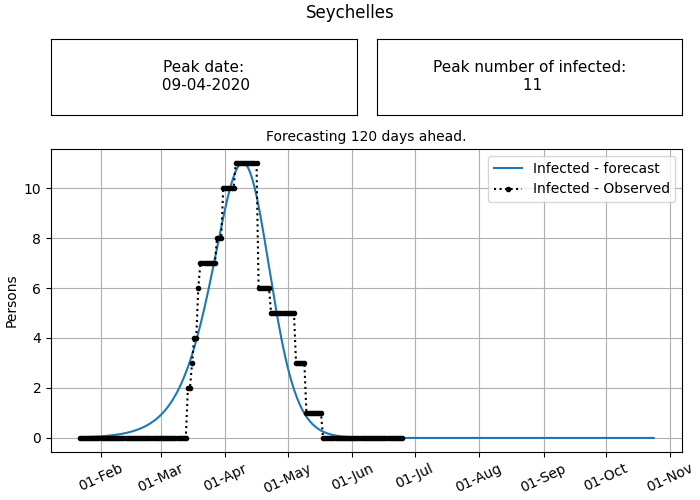 Seychelles
Peak date:
09-04-2020
Peak number of infected:
11
Forecasting 120 days ahead.
Infected - forecast
Infected - Observed
Persons
10
8
6
4
2
0
01-Feb
01-Mar
01-Apr
01-May
01-Jun
01-Jul
01-Aug
01-Sep
01-Oct
01-Nov